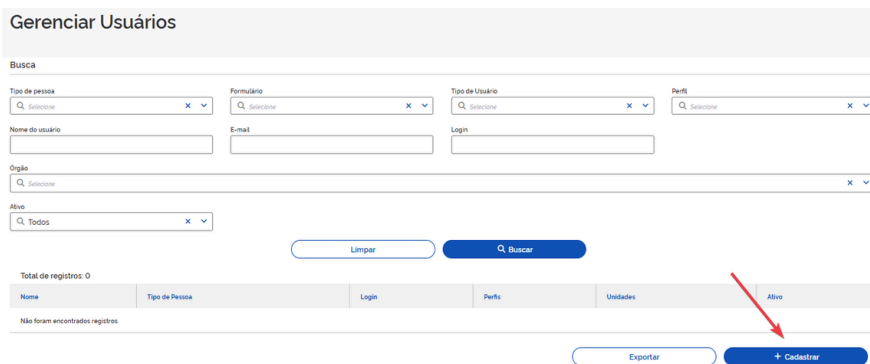 Gerenciar Usuários
Busca
Tipo de pessoa Formulário Tipo de Usuário Perfil
Selecione Selecione Selecione Selecione
Nome do usuário E-mail Login
Órgão
Selecione
Ativo
Todos
Limpar Buscar
Total de registros: 0
Nome Tipo de Pessoa Login Perfis Unidades Ativo
Não foram encontrados registros.
Exportar + Cadastrar